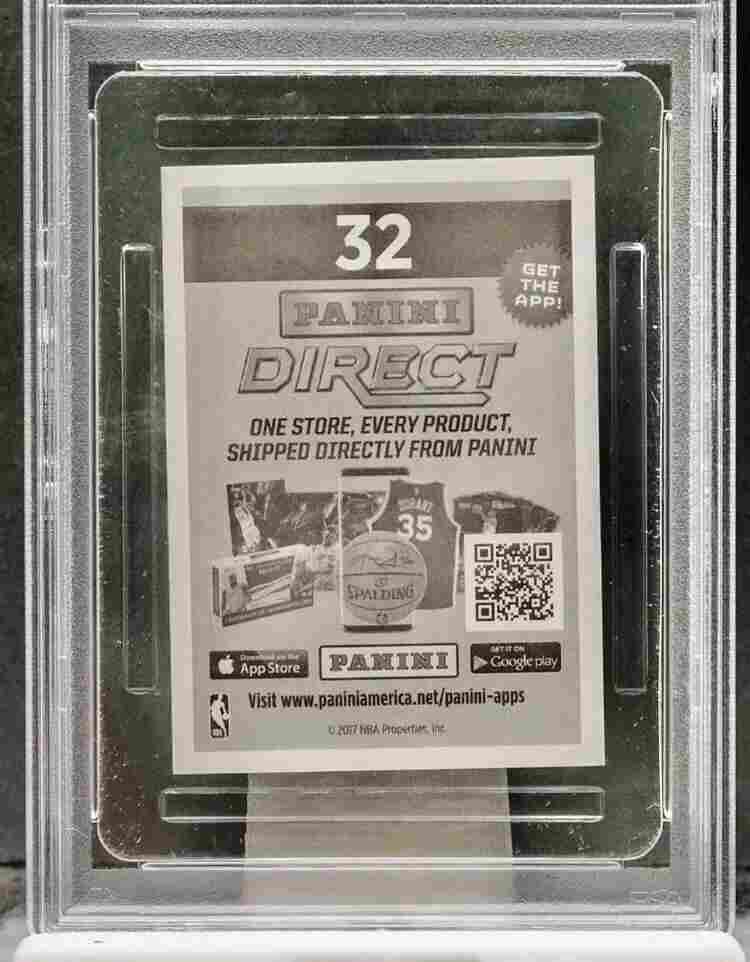 32
GET
THE
APP!
PANINI
DIRECT
ONE STORE, EVERY PRODUCT,
SHIPPED DIRECTLY FROM PANINI
35
SPALDING
Download on the
App Store
PANINI
GET IT ON
Google play
Visit www.paniniamerica.net/panini-apps
© 2017 NBA Properties, Inc.